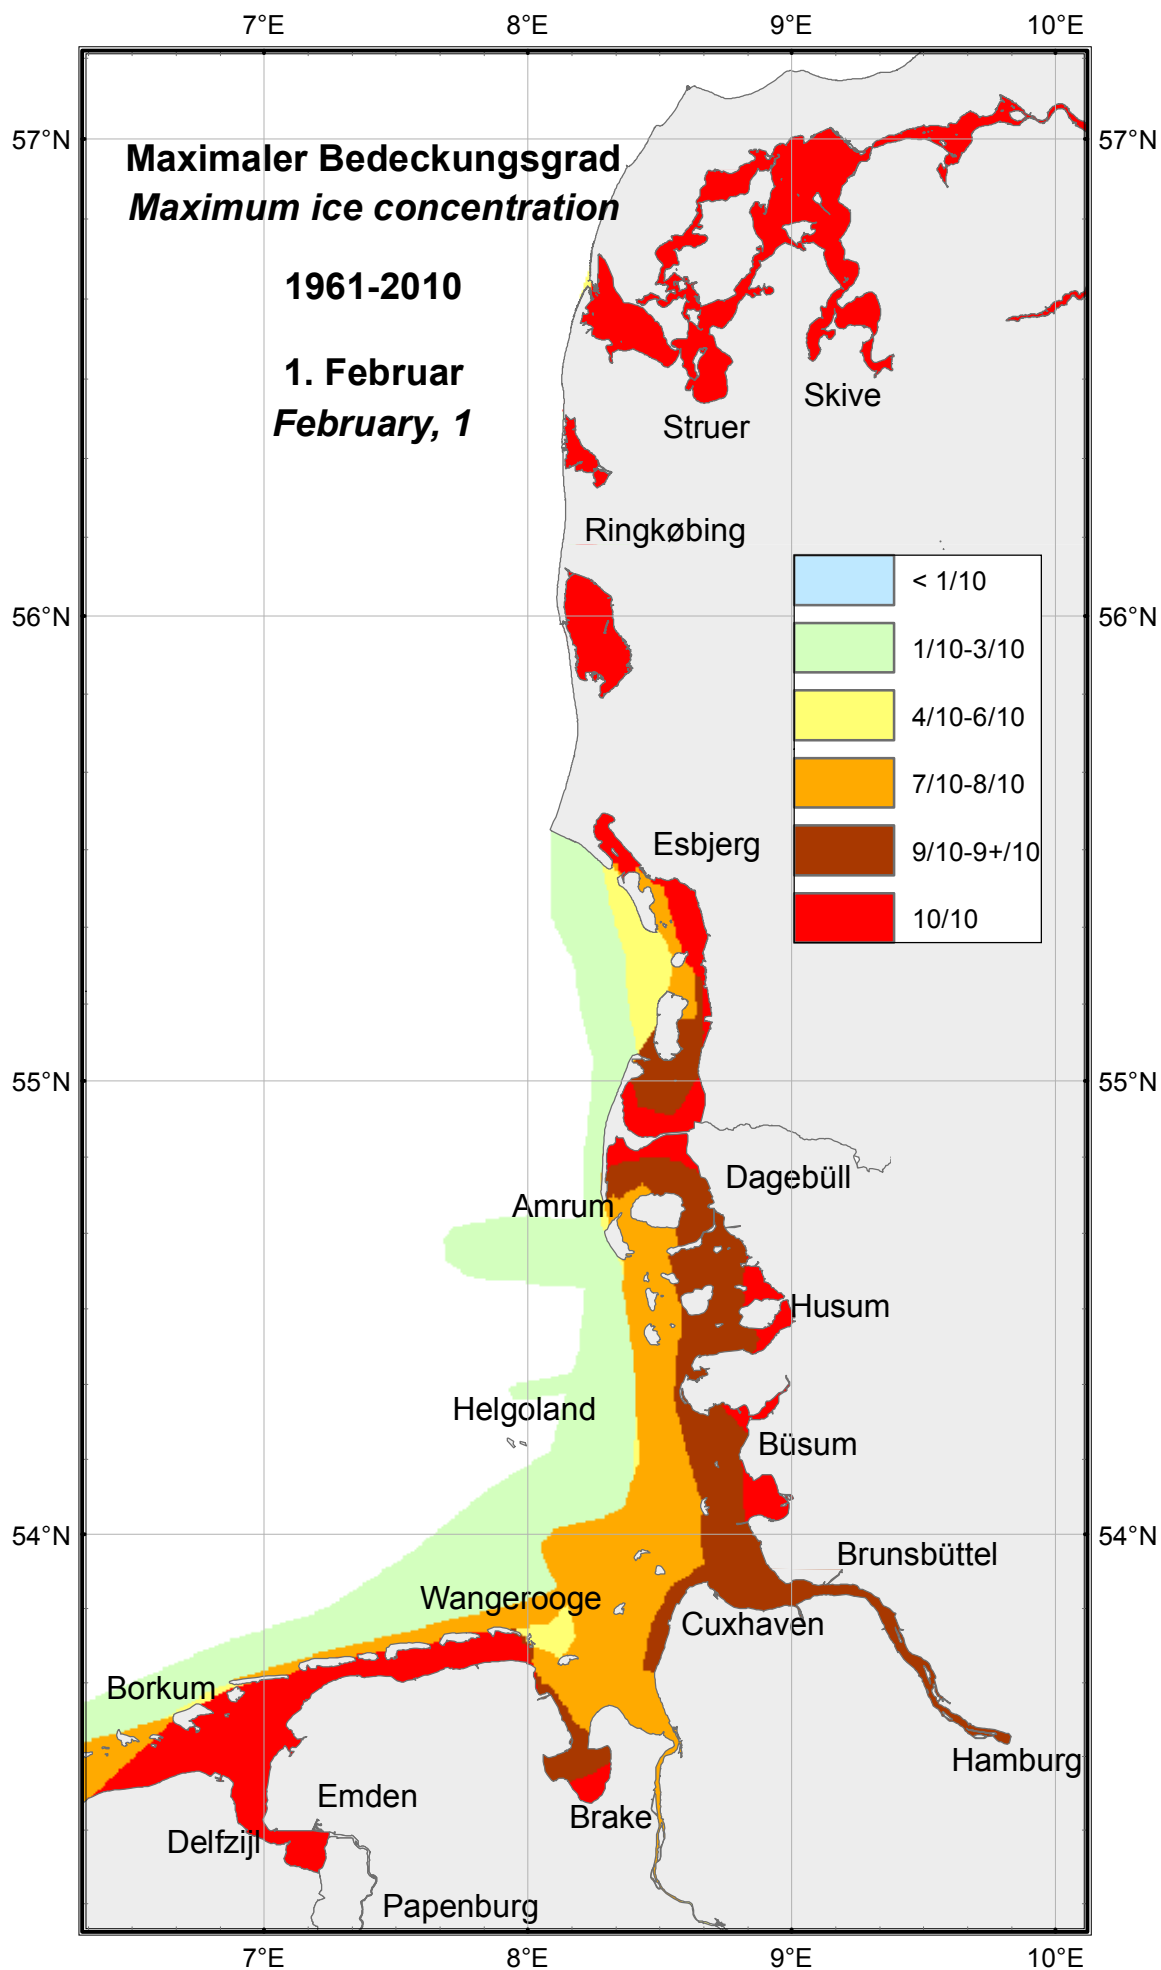 7°E 8°E 9°E 10°E
57°N 57°N
Maximaler Bedeckungsgrad
Maximum ice concentration
1961-2010
1. Februar
February, 1
Skive
Struer
Ringkøbing
< 1/10
56°N 56°N
1/10-3/10
4/10-6/10
7/10-8/10
Esbjerg
9/10-9+/10
10/10
55°N 55°N
Dagebüll
Amrum
Husum
Helgoland
Büsum
54°N 54°N
Brunsbüttel
Wangerooge
Cuxhaven
Borkum
Hamburg
Emden
Brake
Delfzijl
Papenburg
7°E 8°E 9°E 10°E